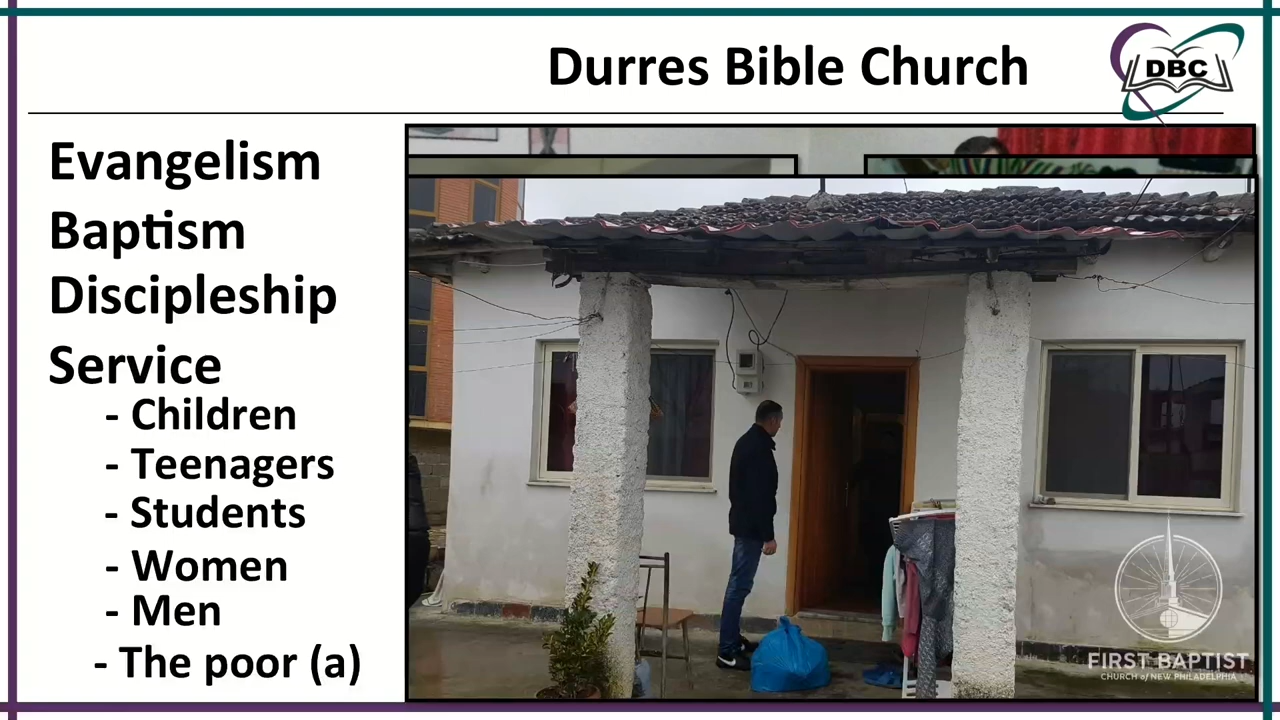 Durres Bible Church
DBC
Evangelism
Baptism
Discipleship
Service
- Children
- Teenagers
- Students
- Women
- Men
- The poor (a)
FIRST BAPTIST
CHURCH of NEW PHILADELPHIA